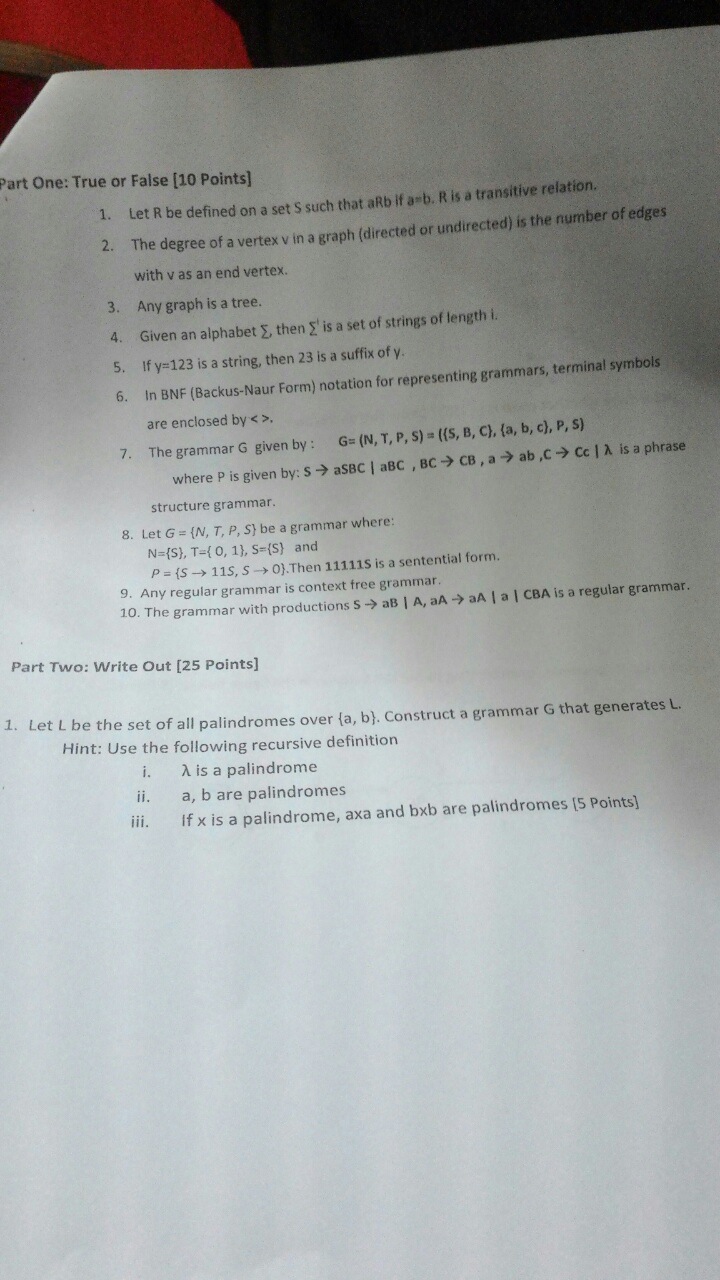 Part One: True or False [10 Points]
1. Let R be defined on a set S such that aRb if a=b. R is a transitive relation.
2. The degree of a vertex v in a graph (directed or undirected) is the number of edges
with v as an end vertex.
3. Any graph is a tree.
4. Given an alphabet ∑, then ∑ⁱ is a set of strings of length i.
5. If y=123 is a string, then 23 is a suffix of y.
6. In BNF (Backus-Naur Form) notation for representing grammars, terminal symbols
are enclosed by < >.
7. The grammar G given by : G= (N, T, P, S) = ({S, B, C}, {a, b, c}, P, S)
where P is given by: S → aSBC | aBC , BC → CB , a → ab ,C → Cc | λ is a phrase
structure grammar.
8. Let G = {N, T, P, S} be a grammar where:
N={S}, T={ 0, 1}, S={S} and
P = {S → 11S, S → 0}.Then 11111S is a sentential form.
9. Any regular grammar is context free grammar.
10. The grammar with productions S → aB | A, aA → aA | a | CBA is a regular grammar.
Part Two: Write Out [25 Points]
1. Let L be the set of all palindromes over {a, b}. Construct a grammar G that generates L.
Hint: Use the following recursive definition
i. λ is a palindrome
ii. a, b are palindromes
iii. If x is a palindrome, axa and bxb are palindromes [5 Points]